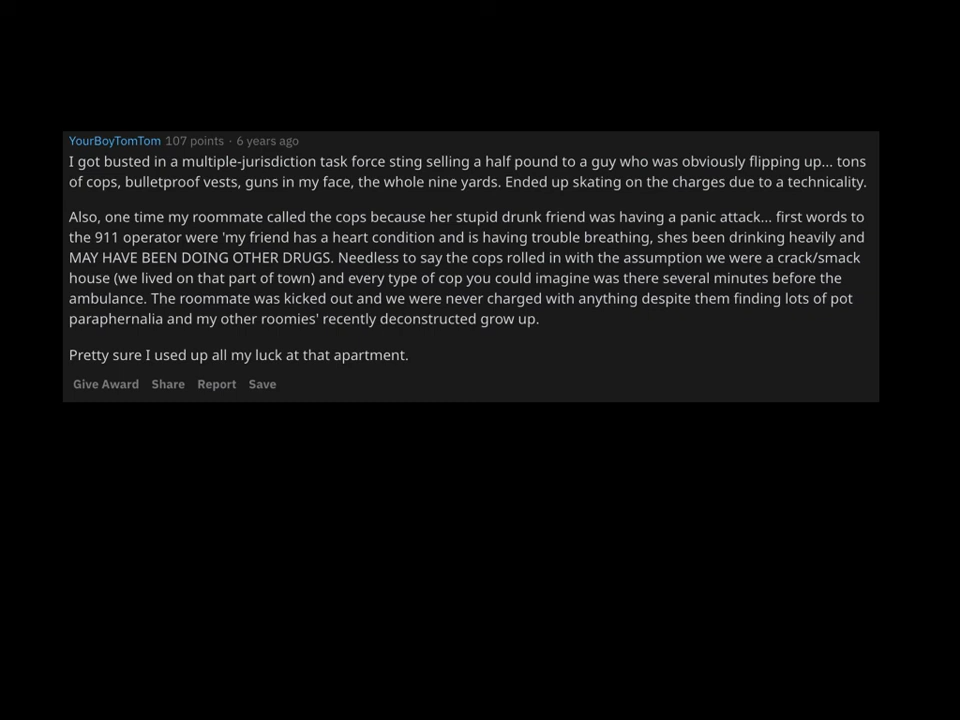 YourBoyTomTom 107 points · 6 years ago
I got busted in a multiple-jurisdiction task force sting selling a half pound to a guy who was obviously flipping up... tons
of cops, bulletproof vests, guns in my face, the whole nine yards. Ended up skating on the charges due to a technicality.
Also, one time my roommate called the cops because her stupid drunk friend was having a panic attack... first words to
the 911 operator were 'my friend has a heart condition and is having trouble breathing, shes been drinking heavily and
MAY HAVE BEEN DOING OTHER DRUGS. Needless to say the cops rolled in with the assumption we were a crack/smack
house (we lived on that part of town) and every type of cop you could imagine was there several minutes before the
ambulance. The roommate was kicked out and we were never charged with anything despite them finding lots of pot
paraphernalia and my other roomies' recently deconstructed grow up.
Pretty sure I used up all my luck at that apartment.
Give Award Share Report Save